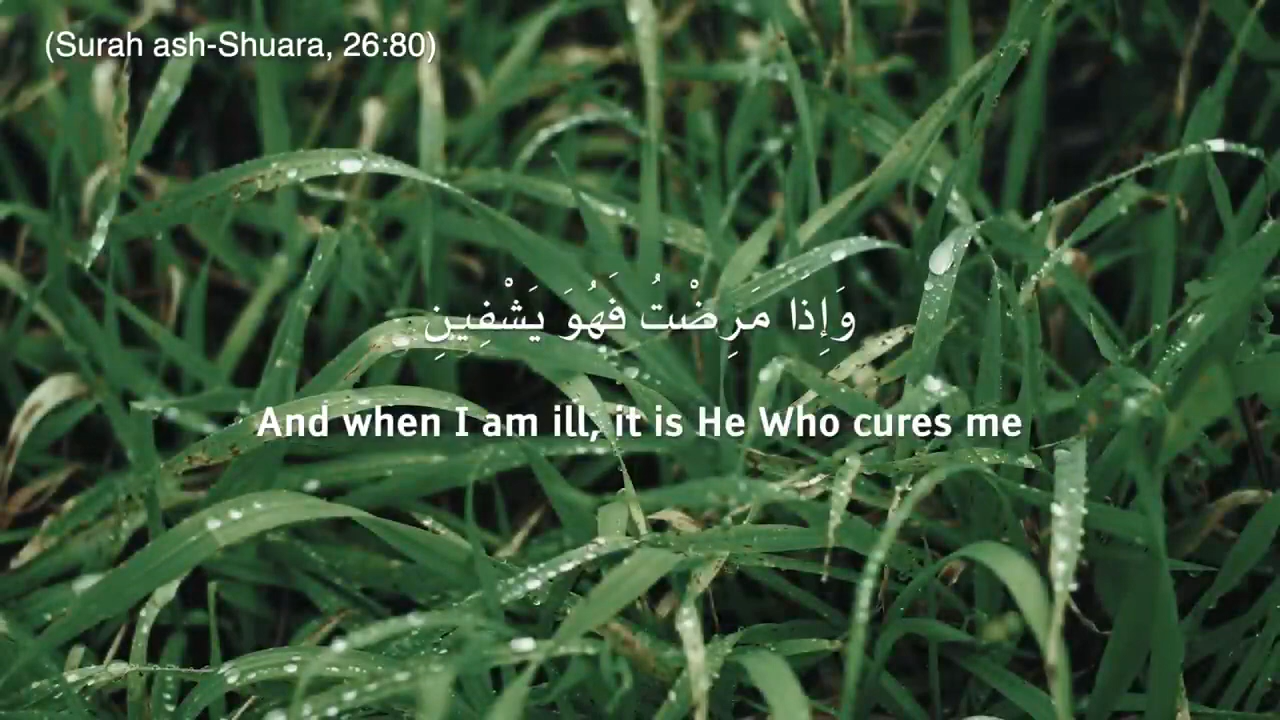 (Surah ash-Shuara, 26:80)
وَإِذَا مَرِضْتُ فَهُوَ يَشْفِينِ
And when I am ill, it is He Who cures me